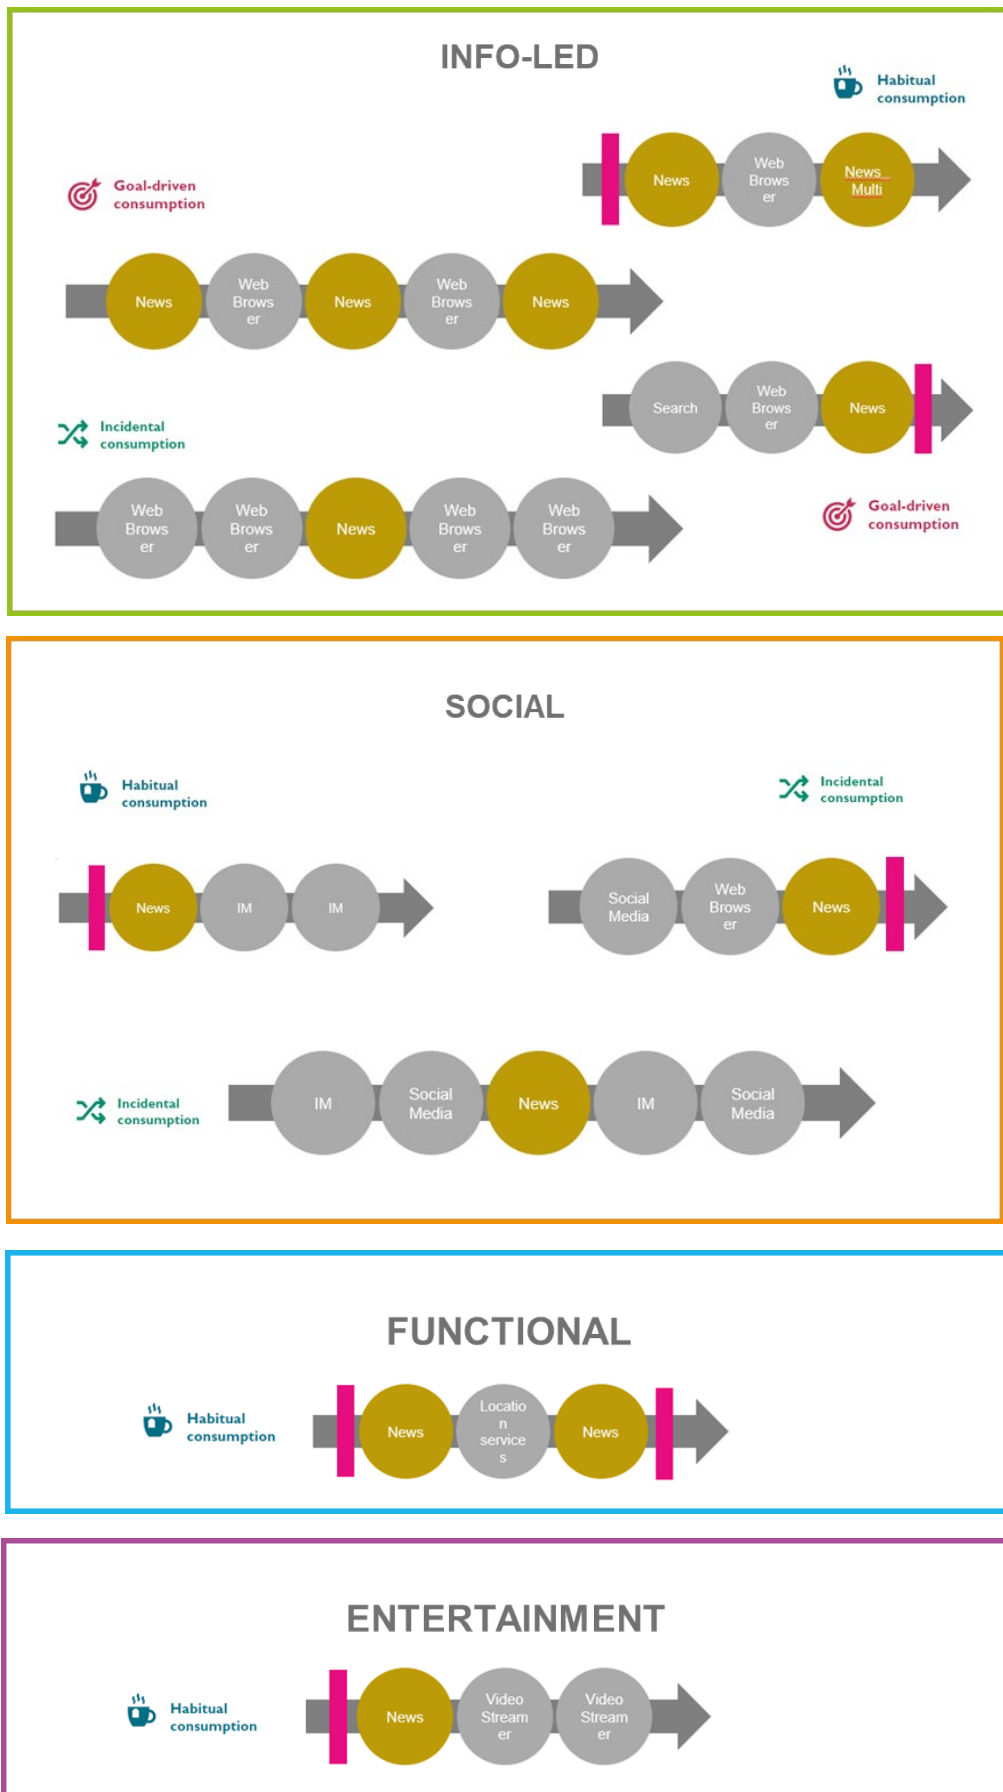 INFO-LED
Habitual
consumption
News
Web
Brows
er
News_
Multi
Goal-driven
consumption
News
Web
Brows
er
News
Web
Brows
er
News
Search
Web
Brows
er
News
Goal-driven
consumption
Incidental
consumption
Web
Brows
er
Web
Brows
er
News
Web
Brows
er
Web
Brows
er
SOCIAL
Habitual
consumption
News
IM
IM
Incidental
consumption
Social
Media
Web
Brows
er
News
Incidental
consumption
IM
Social
Media
News
IM
Social
Media
FUNCTIONAL
Habitual
consumption
News
Locatio
n
service
s
News
ENTERTAINMENT
Habitual
consumption
News
Video
Stream
er
Video
Stream
er